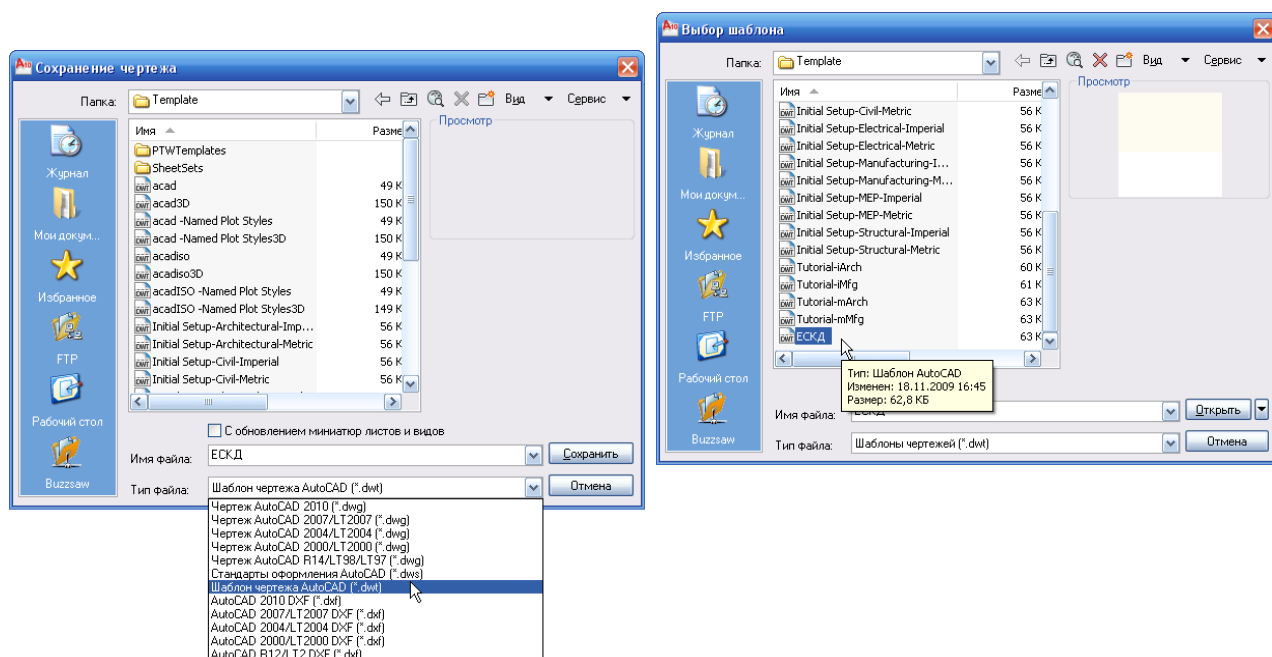 Сохранение чертежа
Папка: Template Вид Сервис
Журнал
Мои докум...
Избранное
FTP
Рабочий стол
Buzzsaw
Имя Разме
PTWTemplates
SheetSets
acad 49 K
acad3D 150 K
acad -Named Plot Styles 49 K
acad -Named Plot Styles3D 150 K
acadiso 49 K
acadiso3D 150 K
acadISO -Named Plot Styles 49 K
acadISO -Named Plot Styles3D 149 K
Initial Setup-Architectural-Imp... 56 K
Initial Setup-Architectural-Metric 56 K
Initial Setup-Civil-Imperial 56 K
Initial Setup-Civil-Metric 56 K
Просмотр
С обновлением миниатюр листов и видов
Имя файла: ЕСКД Сохранить
Тип файла: Шаблон чертежа AutoCAD (*.dwt) Отмена
Чертеж AutoCAD 2010 (*.dwg)
Чертеж AutoCAD 2007/LT2007 (*.dwg)
Чертеж AutoCAD 2004/LT2004 (*.dwg)
Чертеж AutoCAD 2000/LT2000 (*.dwg)
Чертеж AutoCAD R14/LT98/LT97 (*.dwg)
Стандарты оформления AutoCAD (*.dws)
Шаблон чертежа AutoCAD (*.dwt)
AutoCAD 2010 DXF (*.dxf)
AutoCAD 2007/LT2007 DXF (*.dxf)
AutoCAD 2004/LT2004 DXF (*.dxf)
AutoCAD 2000/LT2000 DXF (*.dxf)
AutoCAD R12/LT2 DXF (*.dxf)
Выбор шаблона
Папка: Template Вид Сервис
Журнал
Мои докум...
Избранное
FTP
Рабочий стол
Buzzsaw
Имя Разме
Initial Setup-Civil-Metric 56 K
Initial Setup-Electrical-Imperial 56 K
Initial Setup-Electrical-Metric 56 K
Initial Setup-Manufacturing-I... 56 K
Initial Setup-Manufacturing-M... 56 K
Initial Setup-MEP-Imperial 56 K
Initial Setup-MEP-Metric 56 K
Initial Setup-Structural-Imperial 56 K
Initial Setup-Structural-Metric 56 K
Tutorial-iArch 60 K
Tutorial-iMfg 61 K
Tutorial-mArch 63 K
Tutorial-mMfg 63 K
ЕСКД 63 K
Просмотр
Тип: Шаблон AutoCAD
Изменен: 18.11.2009 16:45
Размер: 62,8 КБ
Имя файла: ЕСКД Открыть
Тип файла: Шаблоны чертежей (*.dwt) Отмена